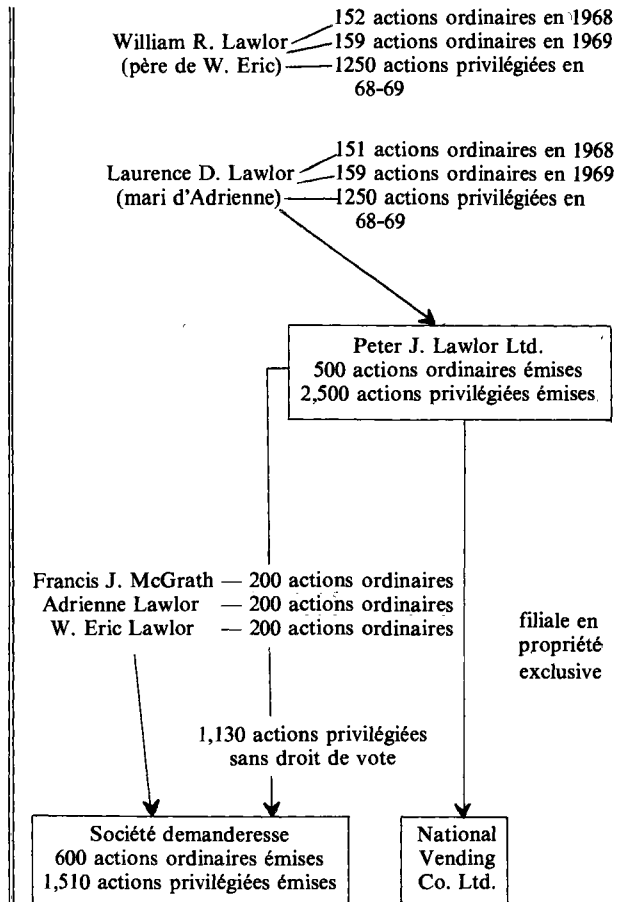 152 actions ordinaires en 1968
William R. Lawlor 159 actions ordinaires en 1969
(père de W. Eric) 1250 actions privilégiées en
68-69
151 actions ordinaires en 1968
Laurence D. Lawlor 159 actions ordinaires en 1969
(mari d'Adrienne) 1250 actions privilégiées en
68-69
Peter J. Lawlor Ltd.
500 actions ordinaires émises
2,500 actions privilégiées émises
Francis J. McGrath — 200 actions ordinaires
Adrienne Lawlor — 200 actions ordinaires
W. Eric Lawlor — 200 actions ordinaires
filiale en
propriété
exclusive
1,130 actions privilégiées
sans droit de vote
Société demanderesse
600 actions ordinaires émises
1,510 actions privilégiées émises
National
Vending
Co. Ltd.